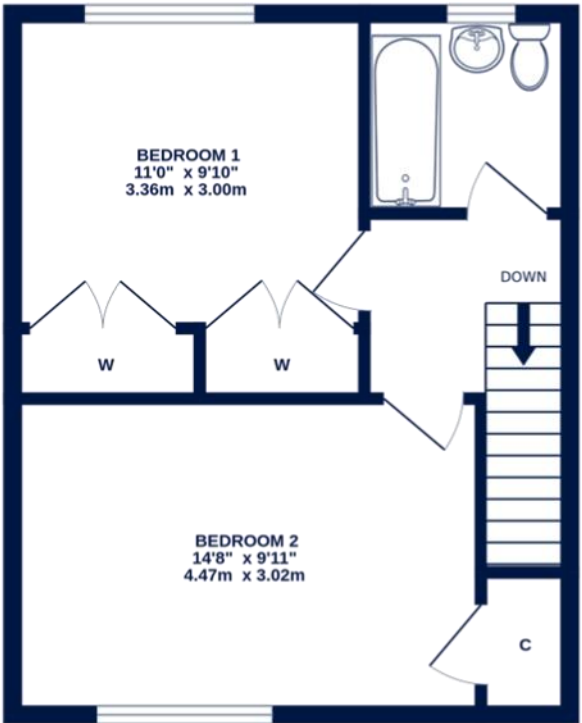 BEDROOM 1
11'0" x 9'10"
3.36m x 3.00m
DOWN
W
W
BEDROOM 2
14'8" x 9'11"
4.47m x 3.02m
C